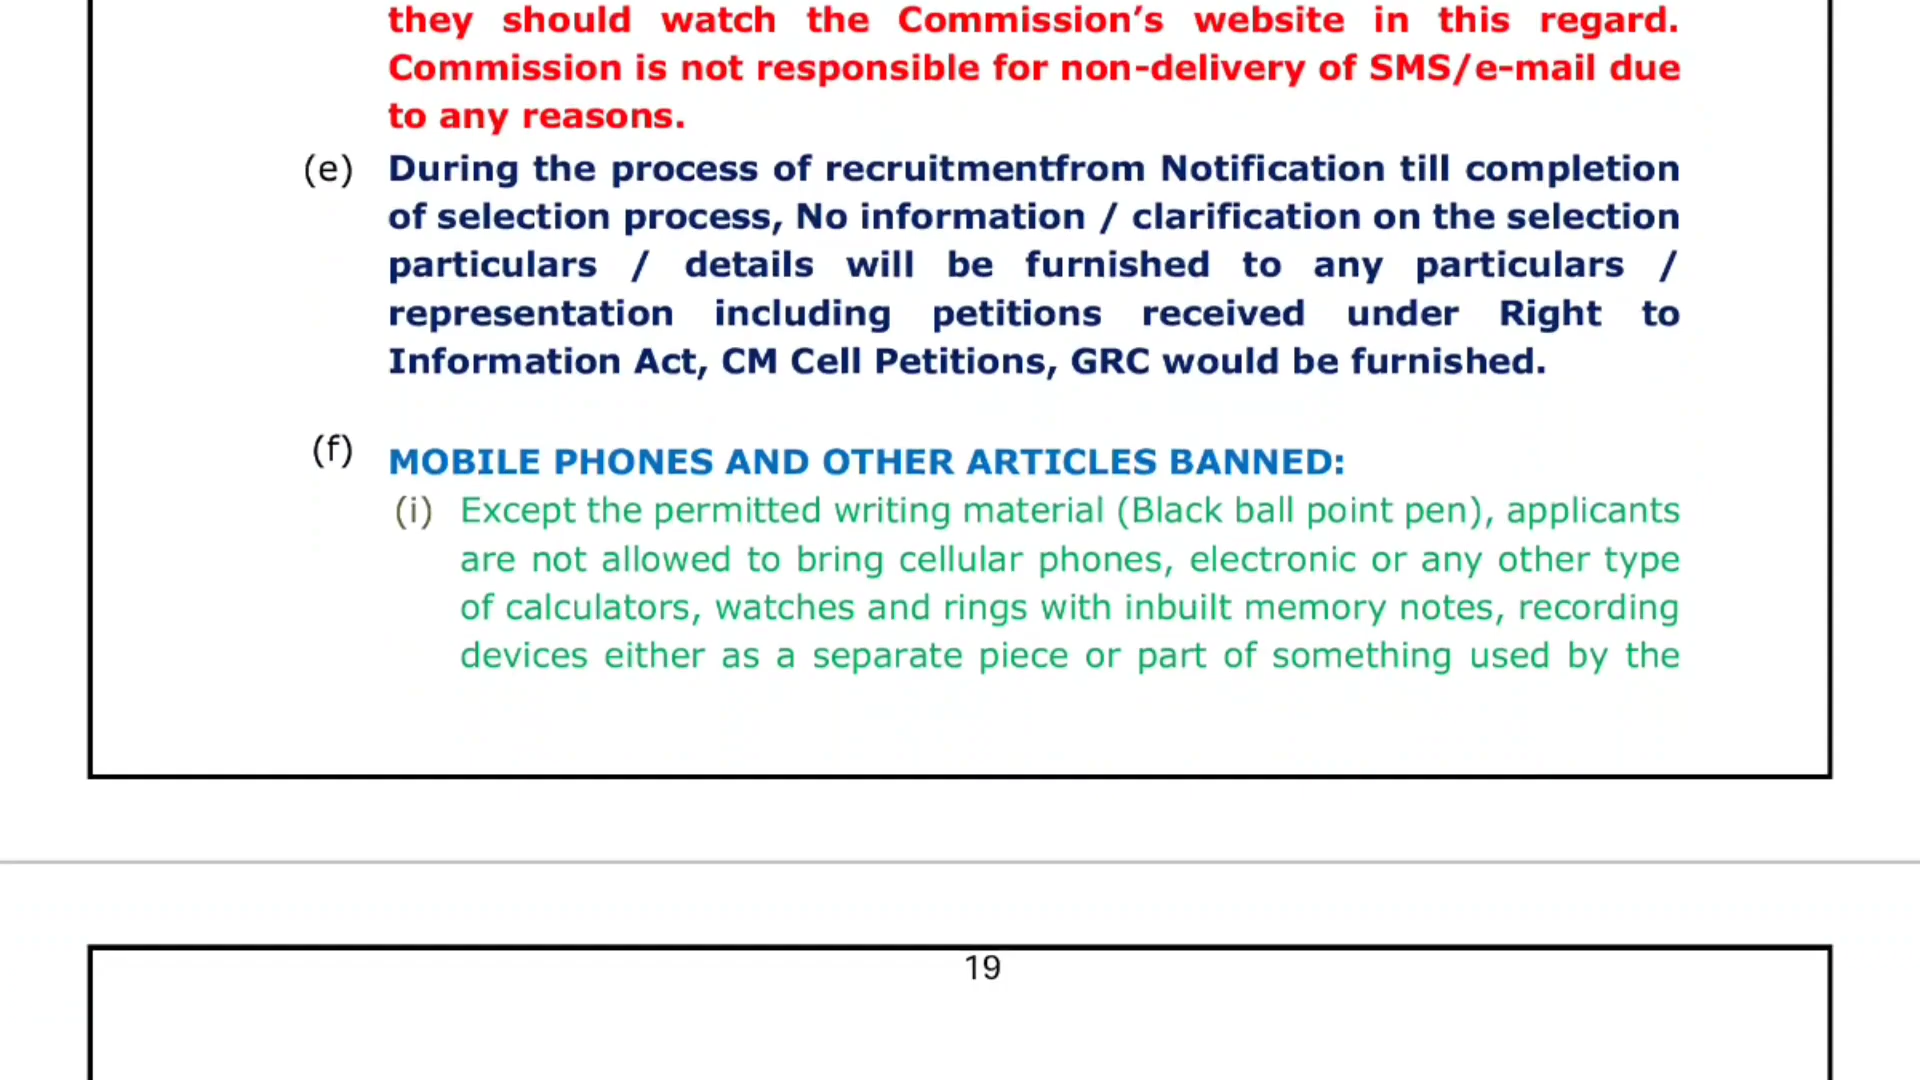 they should watch the Commission’s website in this regard.
Commission is not responsible for non-delivery of SMS/e-mail due
to any reasons.
(e) During the process of recruitmentfrom Notification till completion
of selection process, No information / clarification on the selection
particulars / details will be furnished to any particulars /
representation including petitions received under Right to
Information Act, CM Cell Petitions, GRC would be furnished.
(f) MOBILE PHONES AND OTHER ARTICLES BANNED:
(i) Except the permitted writing material (Black ball point pen), applicants
are not allowed to bring cellular phones, electronic or any other type
of calculators, watches and rings with inbuilt memory notes, recording
devices either as a separate piece or part of something used by the
19